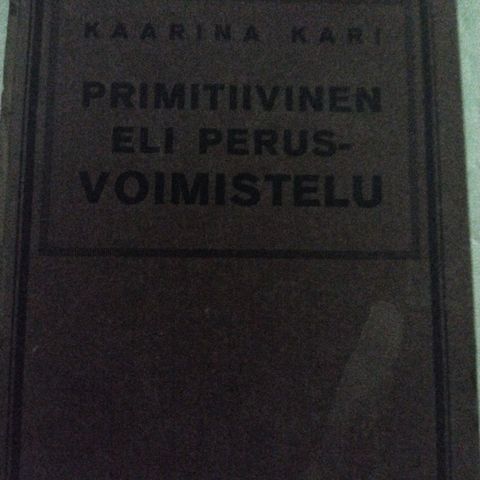 KAARINA KARI
PRIMITIIVINEN
ELI PERUS-
VOIMISTELU